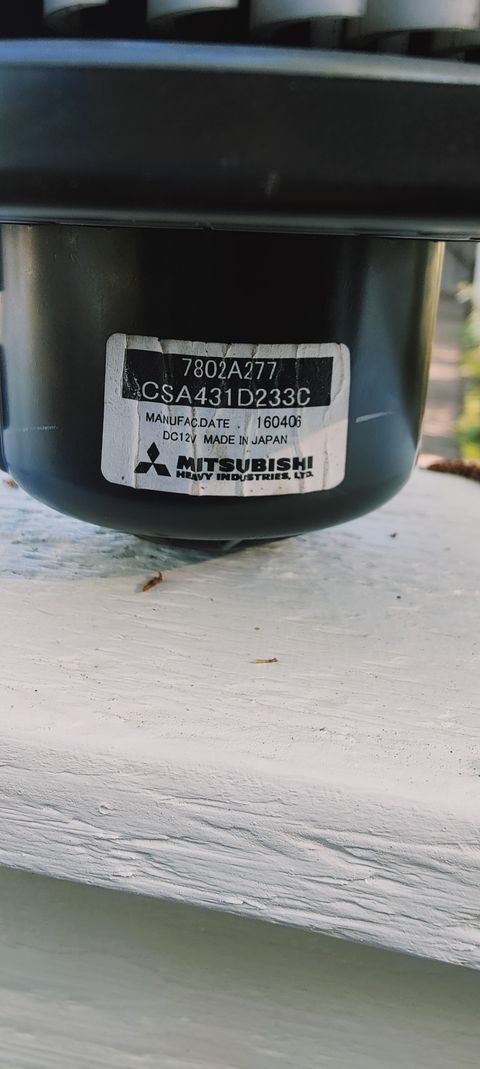 7802A277
CSA431D233C
MANUFAC.DATE . 160406
DC12V MADE IN JAPAN
MITSUBISHI
HEAVY INDUSTRIES, LTD.